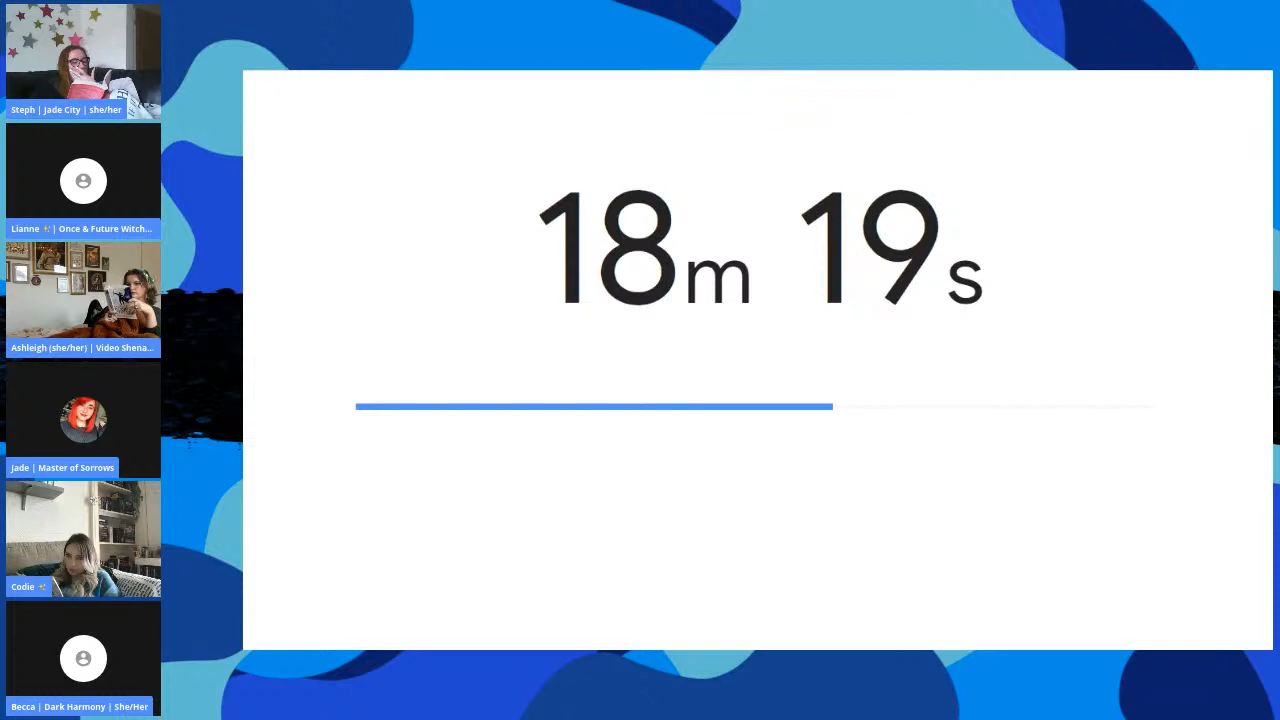 Steph | Jade City | she/her
Lianne ✨ | Once & Future Witch...
Ashleigh (she/her) | Video Shena...
Jade | Master of Sorrows
Codie ✨
Becca | Dark Harmony | She/Her
18m 19s